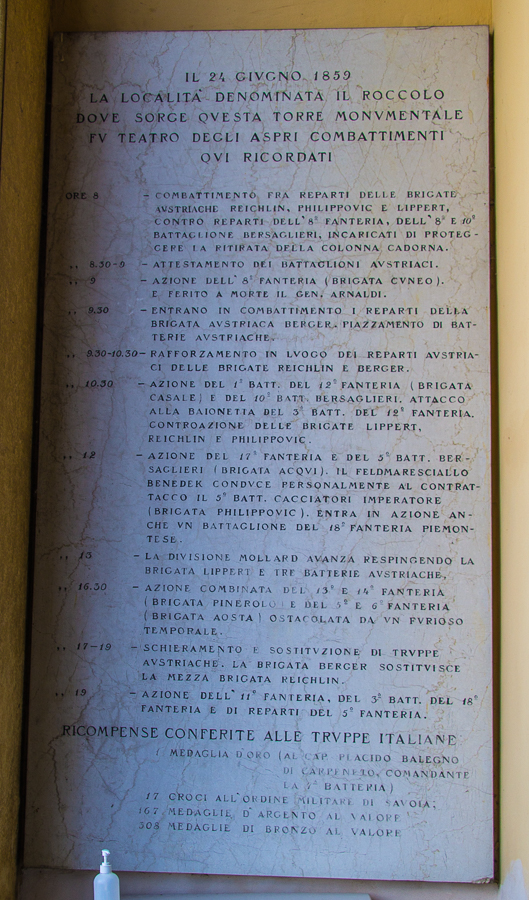 IL 24 GIVGNO 1859
LA LOCALITÀ DENOMINATA IL ROCCOLO
DOVE SORGE QVESTA TORRE MONVMENTALE
FV TEATRO DEGLI ASPRI COMBATTIMENTI
QVI RICORDATI
ORE 8 – COMBATTIMENTO FRA REPARTI DELLE BRIGATE
AVSTRIACHE REICHLIN, PHILIPPOVIC E LIPPERT,
CONTRO REPARTI DELL'8° FANTERIA, DELL'8° E 10°
BATTAGLIONE BERSAGLIERI, INCARICATI DI PROTEG-
GERE LA RITIRATA DELLA COLONNA CADORNA.
,, 8.30-9 – ATTESTAMENTO DEI BATTAGLIONI AVSTRIACI.
,, 9 – AZIONE DELL'8° FANTERIA (BRIGATA CVNEO).
E FERITO A MORTE IL GEN. ARNALDI.
,, 9.30 – ENTRANO IN COMBATTIMENTO I REPARTI DELLA
BRIGATA AVSTRIACA BERGER. PIAZZAMENTO DI BAT-
TERIE AVSTRIACHE.
,, 9.30-10.30 – RAFFORZAMENTO IN LVOGO DEI REPARTI AVSTRIA-
CI DELLE BRIGATE REICHLIN E BERGER.
,, 10.30 – AZIONE DEL 1° BATT. DEL 12° FANTERIA (BRIGATA
CASALE) E DEL 10° BATT. BERSAGLIERI. ATTACCO
ALLA BAIONETTA DEL 3° BATT. DEL 12° FANTERIA.
CONTROAZIONE DELLE BRIGATE LIPPERT,
REICHLIN E PHILIPPOVIC.
,, 12 – AZIONE DEL 17° FANTERIA E DEL 5° BATT. BER-
SAGLIERI (BRIGATA ACQVI). IL FELDMARESCIALLO
BENEDEK CONDVCE PERSONALMENTE AL CONTRAT-
TACCO IL 5° BATT. CACCIATORI IMPERATORE
(BRIGATA PHILIPPOVIC). ENTRA IN AZIONE AN-
CHE VN BATTAGLIONE DEL 18° FANTERIA PIEMON-
TESE.
,, 15 – LA DIVISIONE MOLLARD AVANZA RESPINGENDO LA
BRIGATA LIPPERT E TRE BATTERIE AVSTRIACHE,
,, 16.30 – AZIONE COMBINATA DEL 13° E 14° FANTERIA
(BRIGATA PINEROLO) E DEL 5° E 6° FANTERIA
(BRIGATA AOSTA) OSTACOLATA DA VN FVRIOSO
TEMPORALE.
,, 17-19 – SCHIERAMENTO E SOSTITVZIONE DI TRVPPE
AVSTRIACHE. LA BRIGATA BERGER SOSTITVISCE
LA MEZZA BRIGATA REICHLIN.
,, 19 – AZIONE DELL'11° FANTERIA, DEL 3° BATT. DEL 18°
FANTERIA E DI REPARTI DEL 5° FANTERIA.
RICOMPENSE CONFERITE ALLE TRVPPE ITALIANE
MEDAGLIA D'ORO (AL CAP. PLACIDO BALEGNO
DI CARPENETO, COMANDANTE
LA BATTERIA)
17 CROCI ALL'ORDINE MILITARE DI SAVOIA;
167 MEDAGLIE D'ARGENTO AL VALORE
308 MEDAGLIE DI BRONZO AL VALORE